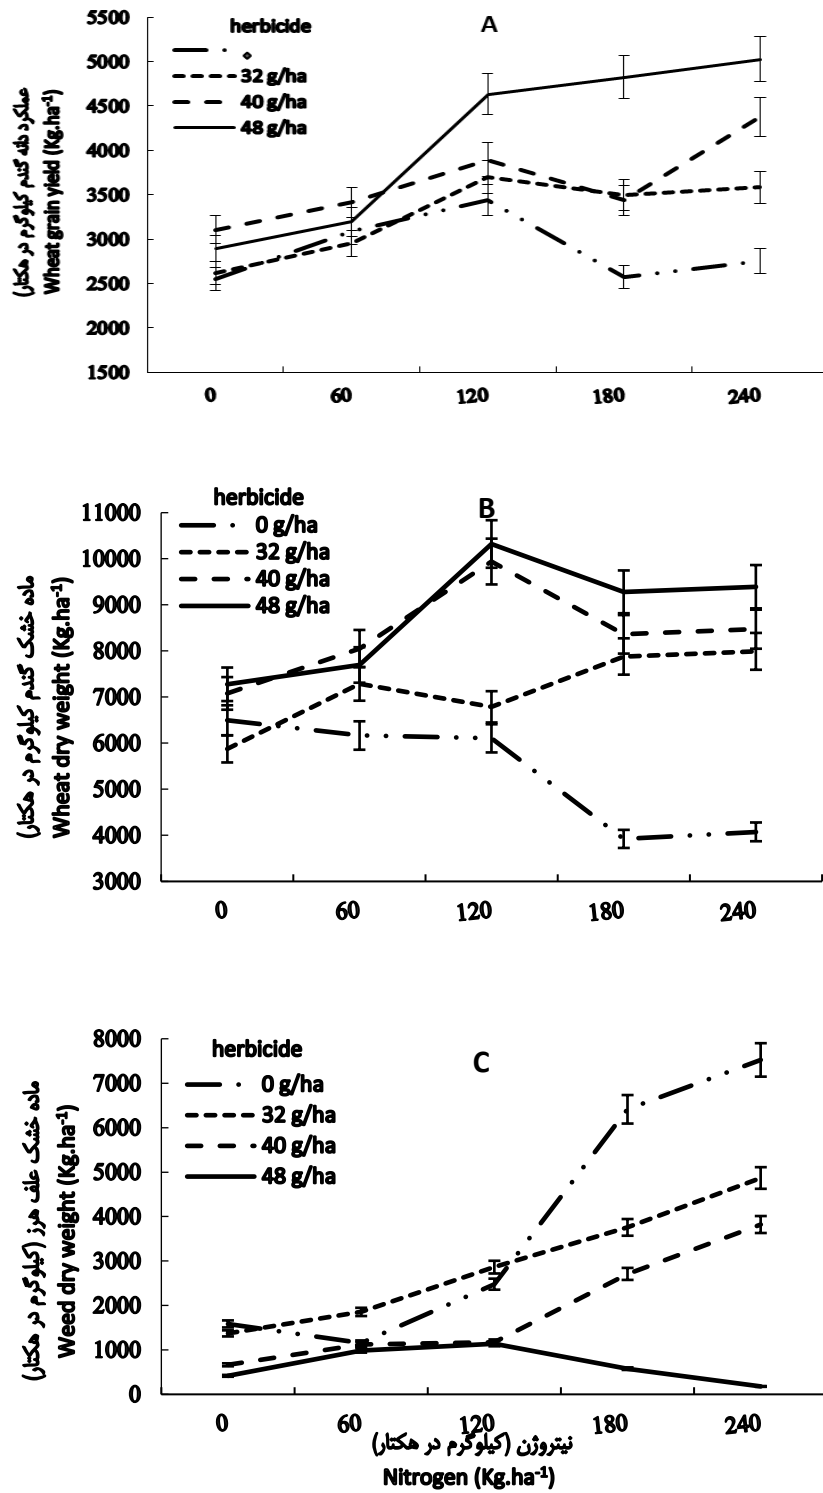 A
herbicide
۰
32 g/ha
40 g/ha
48 g/ha
5500
5000
4500
4000
3500
3000
2500
2000
1500
عملکرد دانه گندم کیلوگرم در هکتار)
Wheat grain yield (Kg.ha-1)
0 60 120 180 240
B
herbicide
0 g/ha
32 g/ha
40 g/ha
48 g/ha
11000
10000
9000
8000
7000
6000
5000
4000
3000
ماده خشک گندم کیلوگرم در هکتار)
Wheat dry weight (Kg.ha-1)
0 60 120 180 240
C
herbicide
0 g/ha
32 g/ha
40 g/ha
48 g/ha
8000
7000
6000
5000
4000
3000
2000
1000
0
ماده خشک علف هرز (کیلوگرم در هکتار)
Weed dry weight (Kg.ha-1)
0 60 120 180 240
نیتروژن (کیلوگرم در هکتار)
Nitrogen (Kg.ha-1)